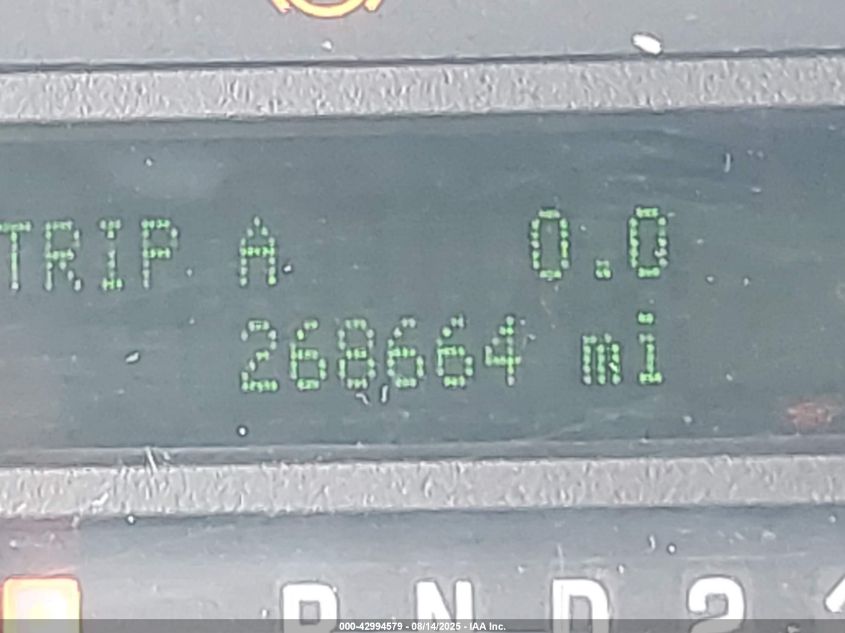 TRIP A 0.0
268664 mi
R N D 2
000-42994579 - 08/14/2025 - IAA Inc.